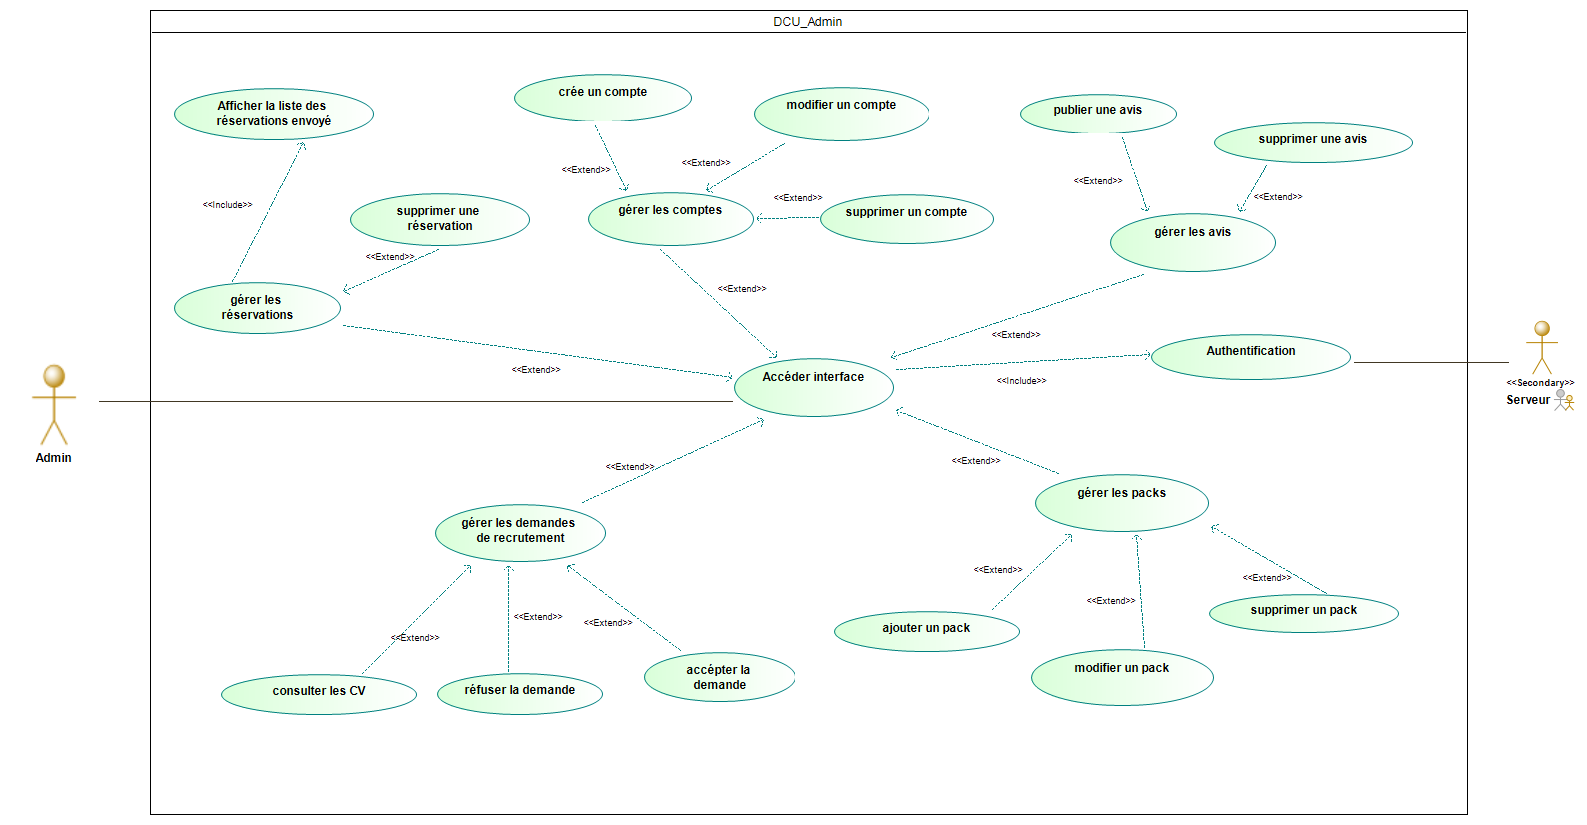 DCU_Admin
crée un compte
Afficher la liste des
réservations envoyé
modifier un compte
publier une avis
supprimer une avis
<<Extend>>
<<Extend>>
<<Extend>>
<<Extend>>
<<Extend>>
<<Include>>
supprimer une
réservation
gérer les comptes
supprimer un compte
gérer les avis
<<Extend>>
<<Extend>>
gérer les
réservations
<<Extend>>
Authentification
<<Extend>>
Accéder interface
<<Include>>
<<Secondary>>
Serveur
Admin
<<Extend>>
<<Extend>>
gérer les packs
gérer les demandes
de recrutement
<<Extend>>
<<Extend>>
<<Extend>>
supprimer un pack
<<Extend>>
<<Extend>>
ajouter un pack
<<Extend>>
modifier un pack
accépter la
demande
consulter les CV
réfuser la demande